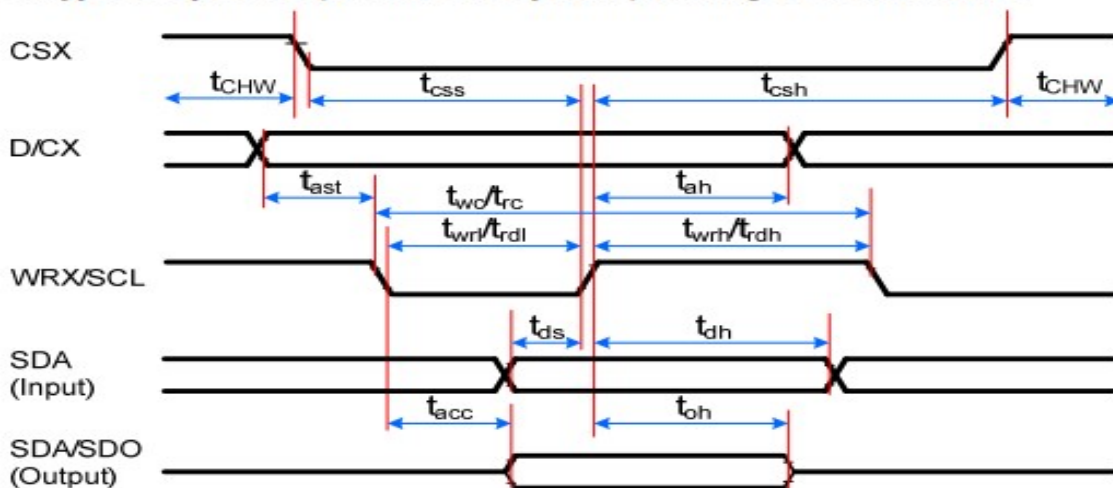 CSX
tCHW tcss tcsh tCHW
D/CX
tast twc/trc tah
twrl/trdl twrh/trdh
WRX/SCL
tds tdh
SDA
(Input)
tacc toh
SDA/SDO
(Output)